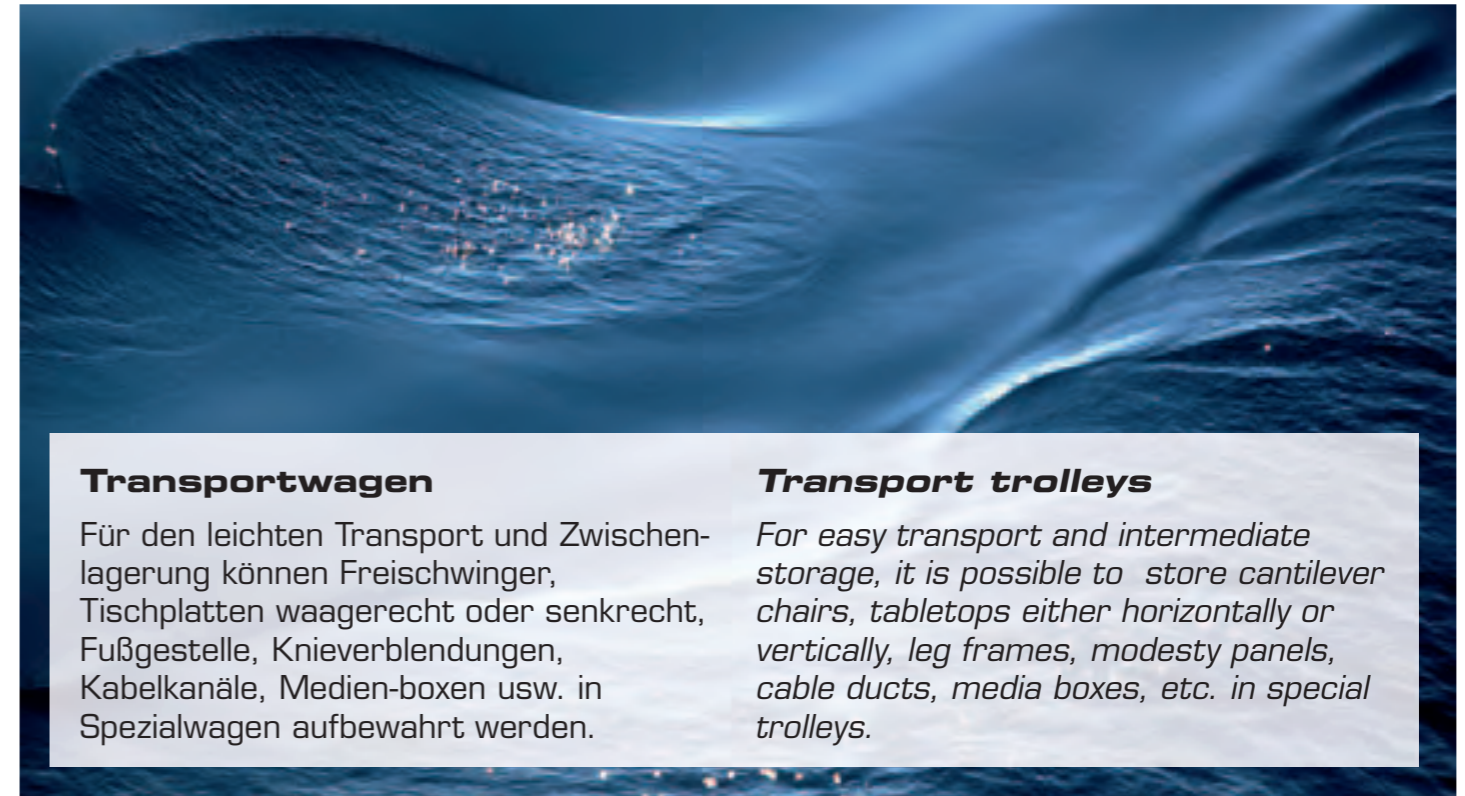 Transportwagen
Für den leichten Transport und Zwischen-
lagerung können Freischwinger,
Tischplatten waagerecht oder senkrecht,
Fußgestelle, Knieverblendungen,
Kabelkanäle, Medien-boxen usw. in
Spezialwagen aufbewahrt werden.
Transport trolleys
For easy transport and intermediate
storage, it is possible to  store cantilever
chairs, tabletops either horizontally or
vertically, leg frames, modesty panels,
cable ducts, media boxes, etc. in special
trolleys.